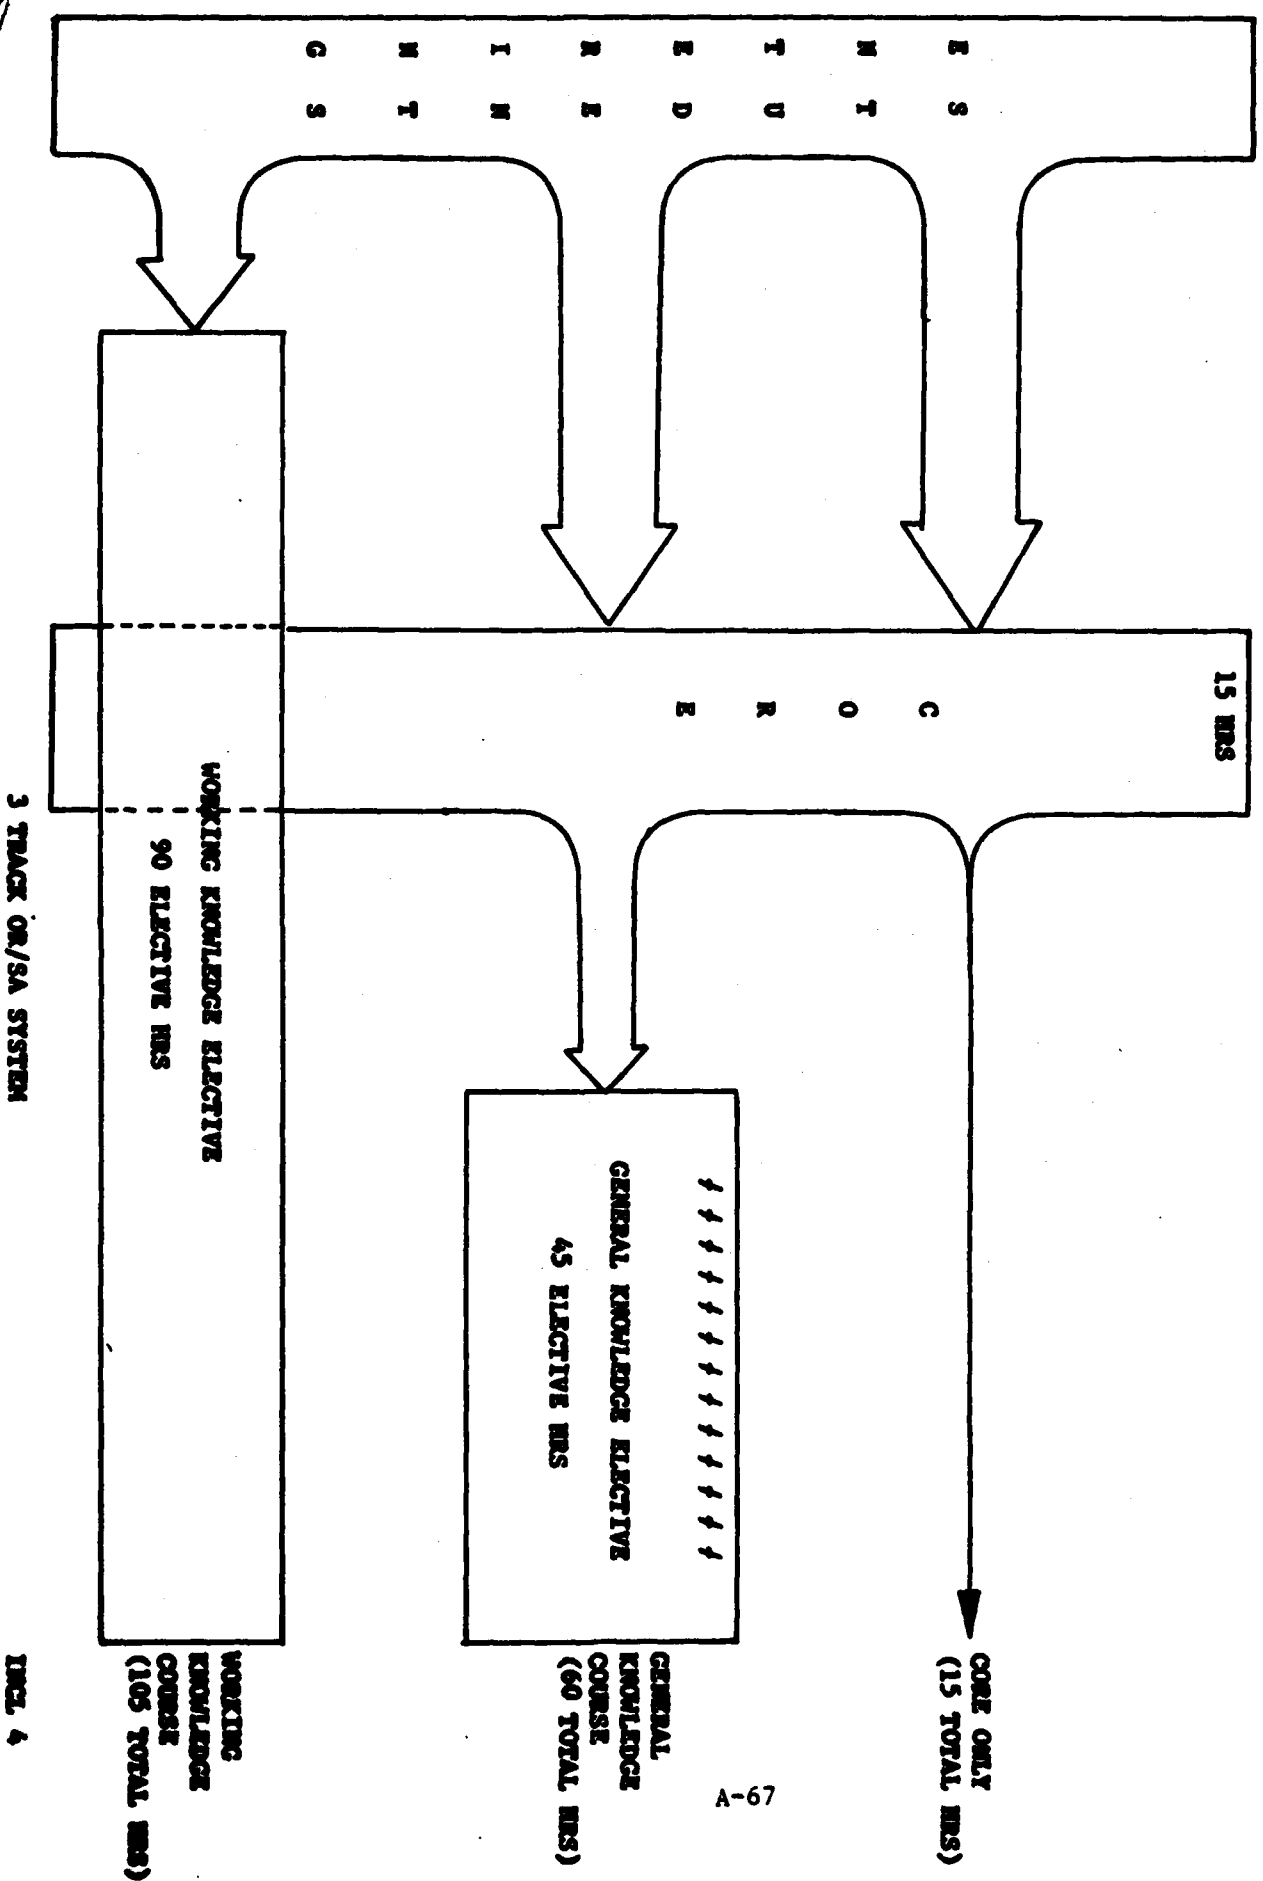 15 HRS
ENTERING
STUDENTS
CORE
CORE ONLY
(15 TOTAL HRS)
GENERAL KNOWLEDGE ELECTIVE
45 ELECTIVE HRS
GENERAL
KNOWLEDGE
COURSE
(60 TOTAL HRS)
WORKING KNOWLEDGE ELECTIVE
90 ELECTIVE HRS
WORKING
KNOWLEDGE
COURSE
(105 TOTAL HRS)
3 TRACK OR/SA SYSTEM
INCL 4
A-67